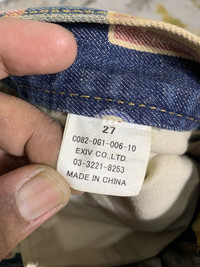 27
C082-061-006-10
EXIV CO.,LTD.
03-3221-8253
MADE IN CHINA